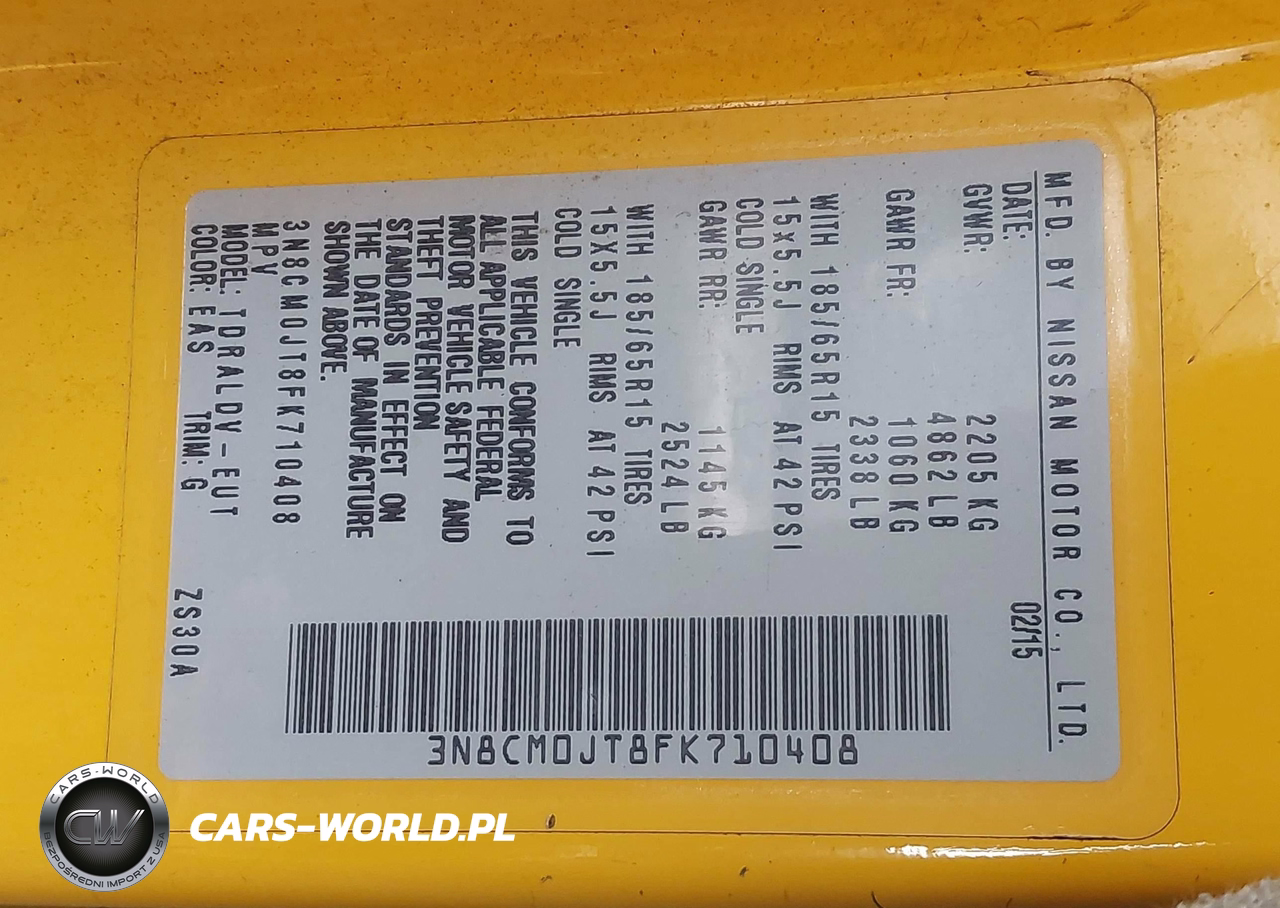 MFD. BY NISSAN MOTOR CO., LTD.
DATE: 02/15
GVWR: 2205 KG
4862 LB
GAWR FR: 1060 KG
2338 LB
WITH 185/65R15 TIRES
15x5.5J RIMS AT 42 PSI
COLD SINGLE
GAWR RR: 1145 KG
2524 LB
WITH 185/65R15 TIRES
15X5.5J RIMS AT 42 PSI
COLD SINGLE
THIS VEHICLE CONFORMS TO
ALL APPLICABLE FEDERAL
MOTOR VEHICLE SAFETY AND
THEFT PREVENTION
STANDARDS IN EFFECT ON
THE DATE OF MANUFACTURE
SHOWN ABOVE.
3N8CM0JT8FK710408
MPV
MODEL: TDRALDY-EUT
COLOR: EAS TRIM: G ZS30A
3N8CM0JT8FK710408
CARS-WORLD
CW
BEZPOŚREDNI IMPORT Z USA
CARS-WORLD.PL